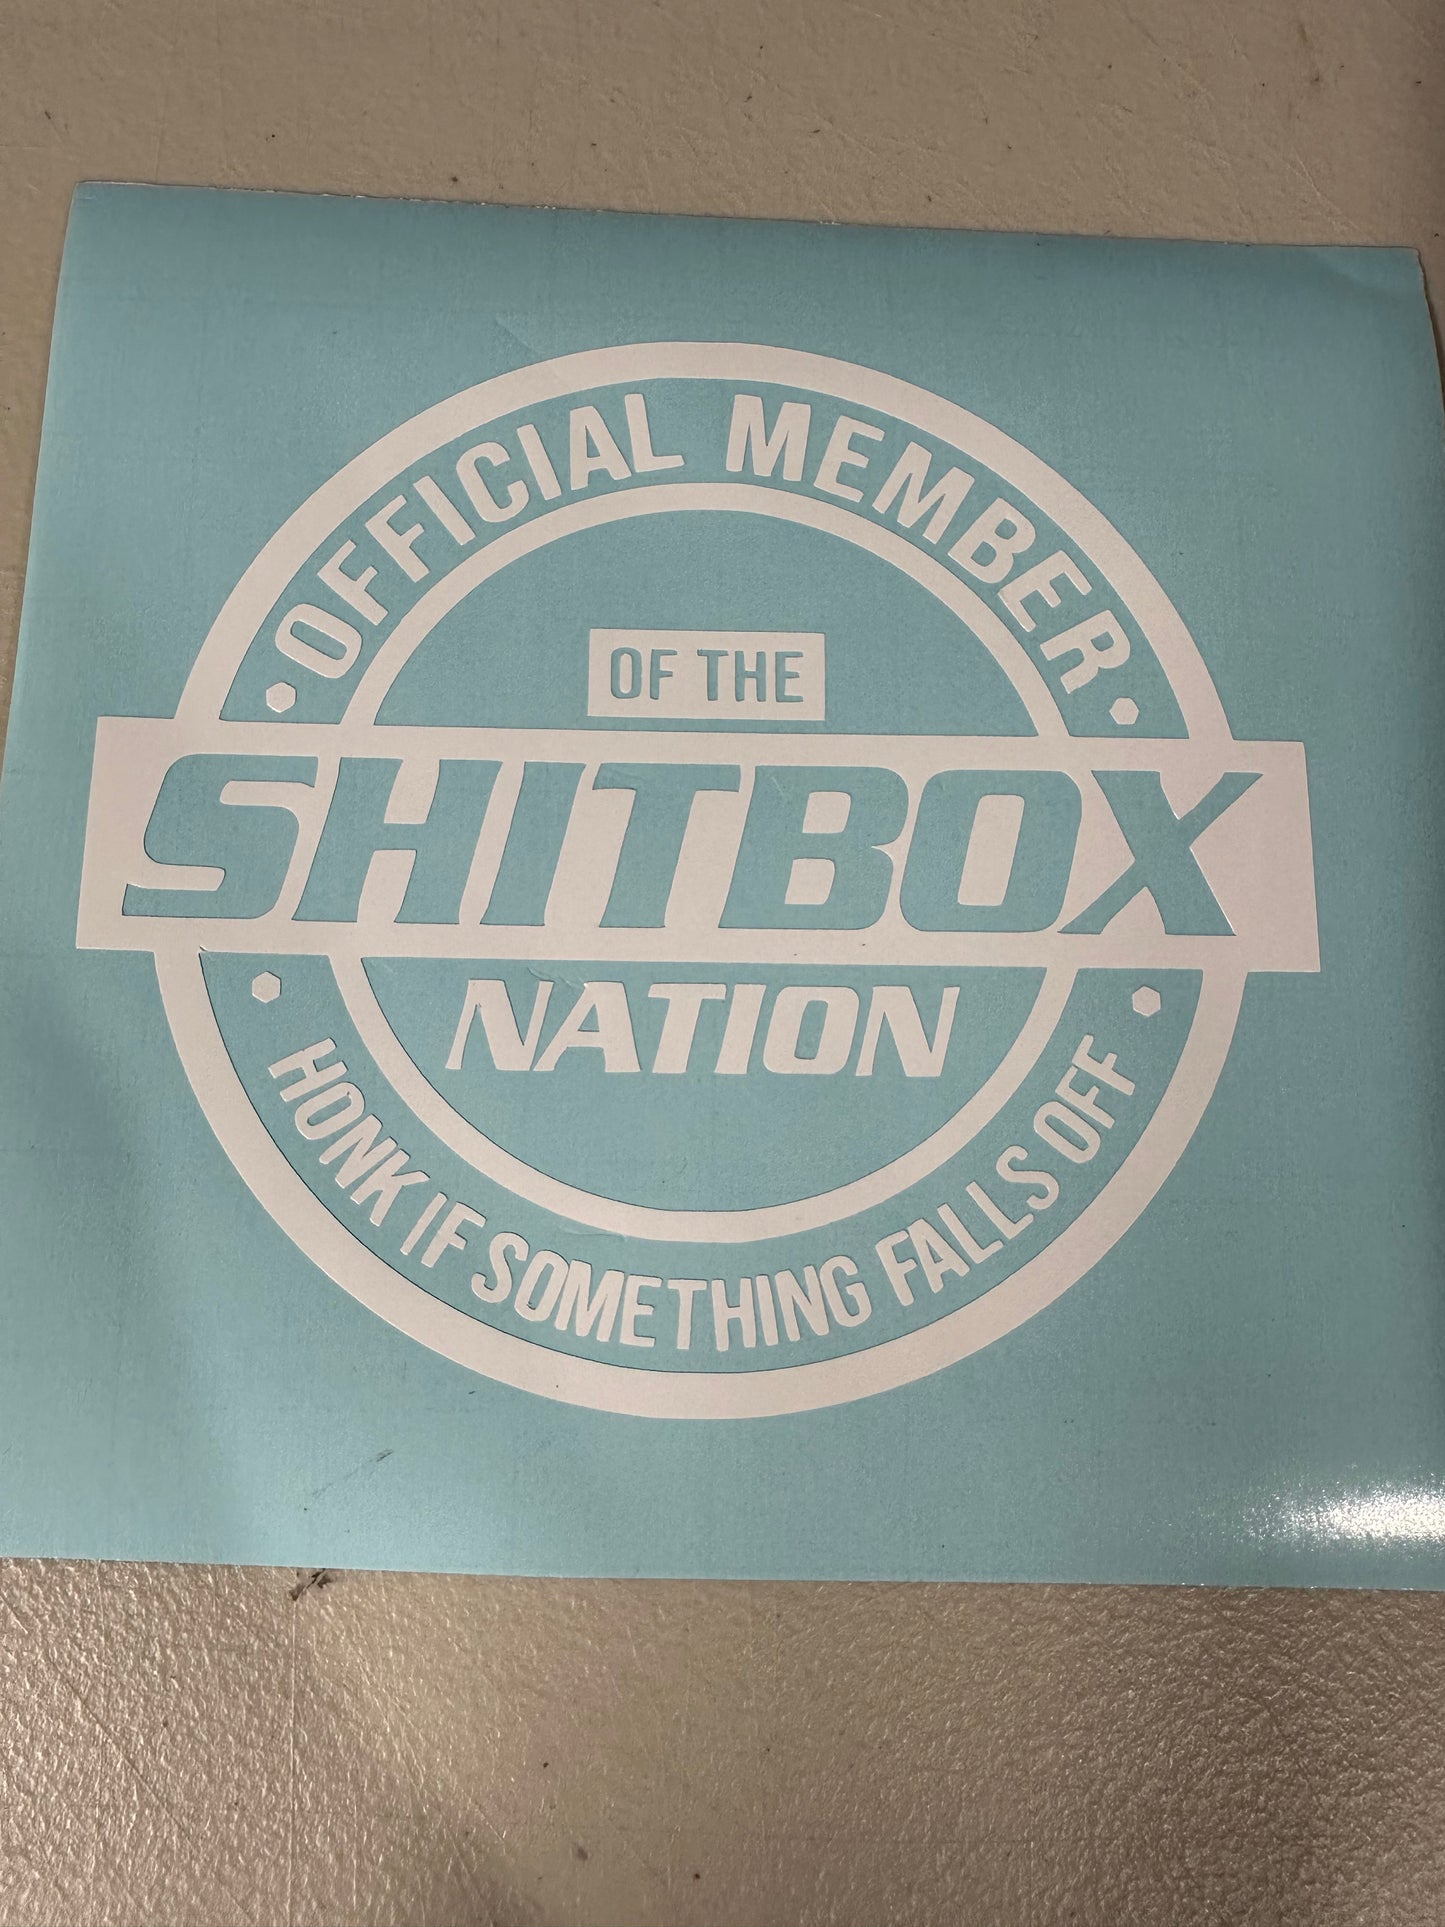 OFFICIAL MEMBER
OF THE
SHITBOX
NATION
HONK IF SOMETHING FALLS OFF